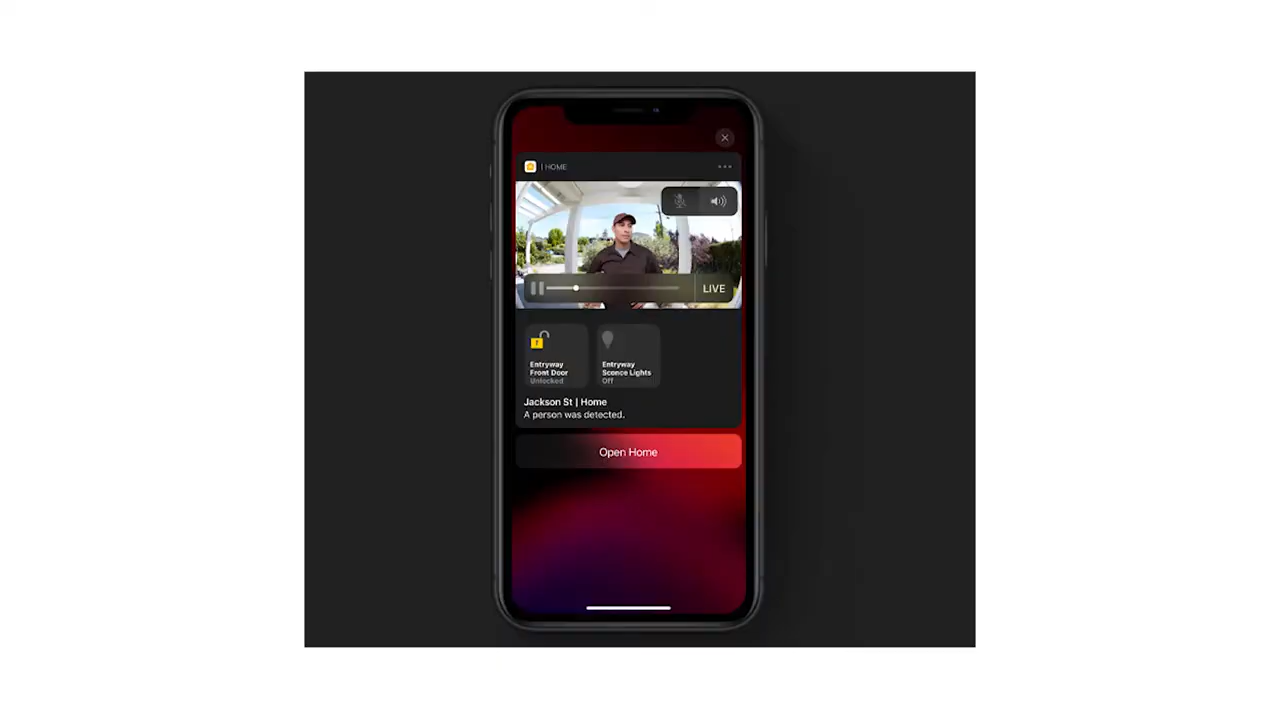 | HOME
LIVE
Entryway
Front Door
Unlocked
Entryway
Sconce Lights
Off
Jackson St | Home
A person was detected.
Open Home